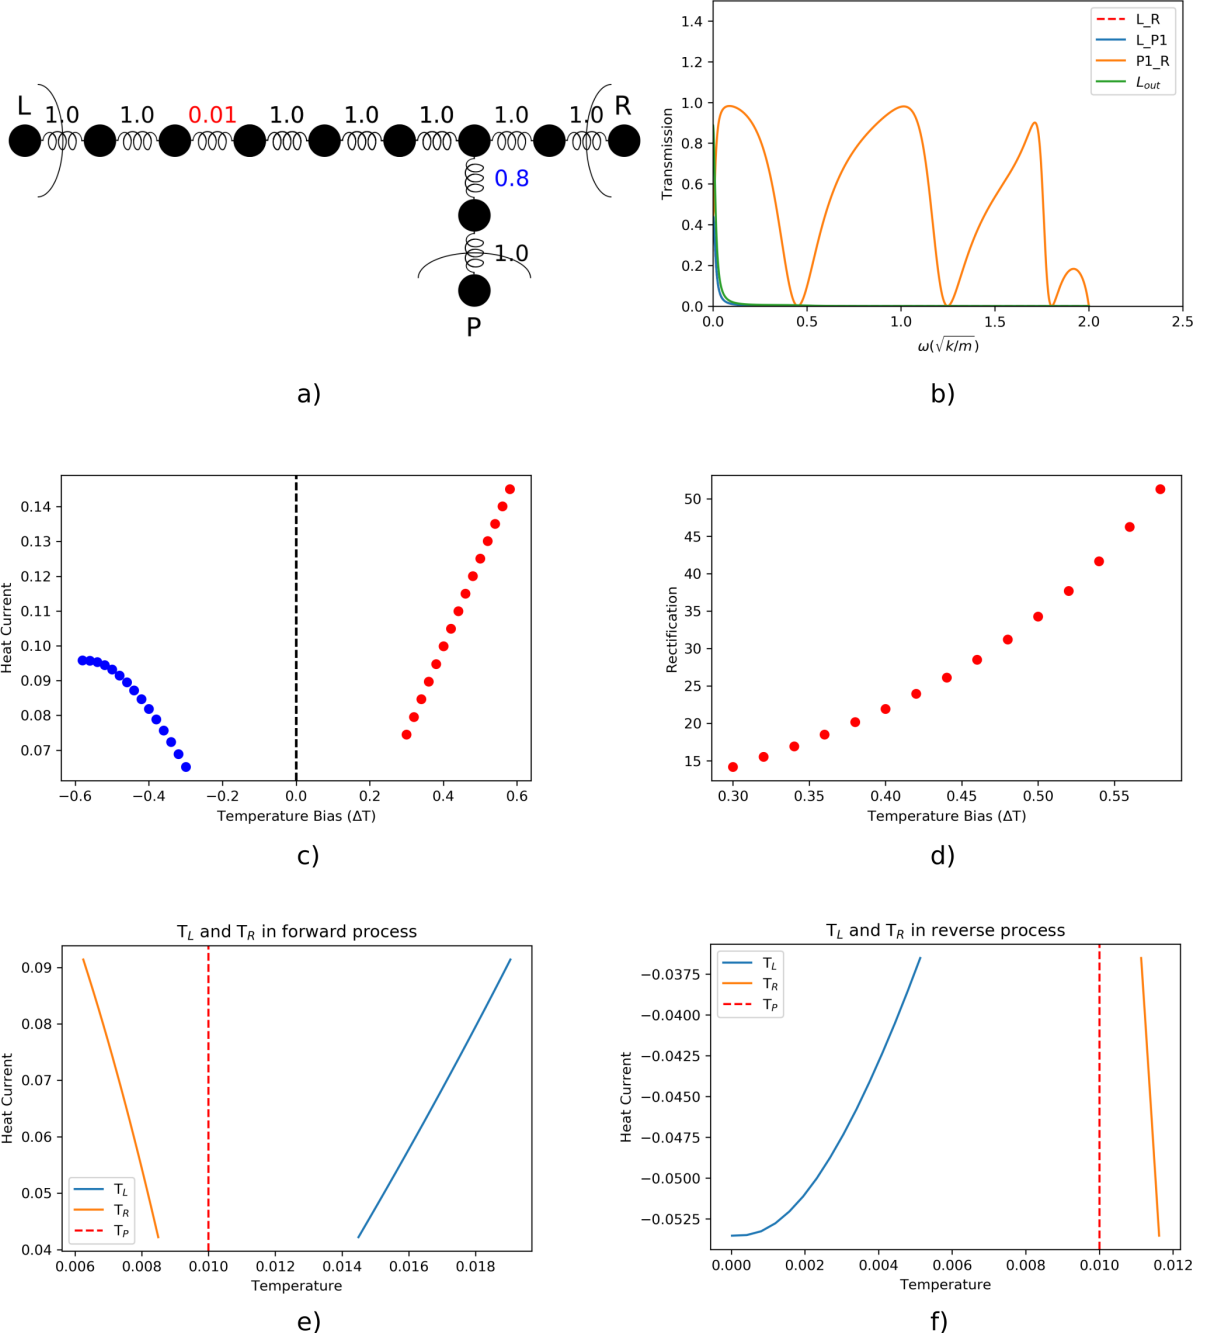 L 1.0 1.0 0.01 1.0 1.0 1.0 1.0 1.0 R
0.8
1.0
P
a)
Transmission
1.4
1.2
1.0
0.8
0.6
0.4
0.2
0.0
0.0 0.5 1.0 1.5 2.0 2.5
ω(√k/m)
L_R
L_P1
P1_R
L_out
b)
Heat Current
0.14
0.13
0.12
0.11
0.10
0.09
0.08
0.07
−0.6 −0.4 −0.2 0.0 0.2 0.4 0.6
Temperature Bias (ΔT)
c)
Rectification
50
45
40
35
30
25
20
15
0.30 0.35 0.40 0.45 0.50 0.55
Temperature Bias (ΔT)
d)
T_L and T_R in forward process
Heat Current
0.09
0.08
0.07
0.06
0.05
0.04
T_L
T_R
T_P
0.006 0.008 0.010 0.012 0.014 0.016 0.018
Temperature
e)
T_L and T_R in reverse process
Heat Current
T_L
T_R
T_P
−0.0375
−0.0400
−0.0425
−0.0450
−0.0475
−0.0500
−0.0525
0.000 0.002 0.004 0.006 0.008 0.010 0.012
Temperature
f)